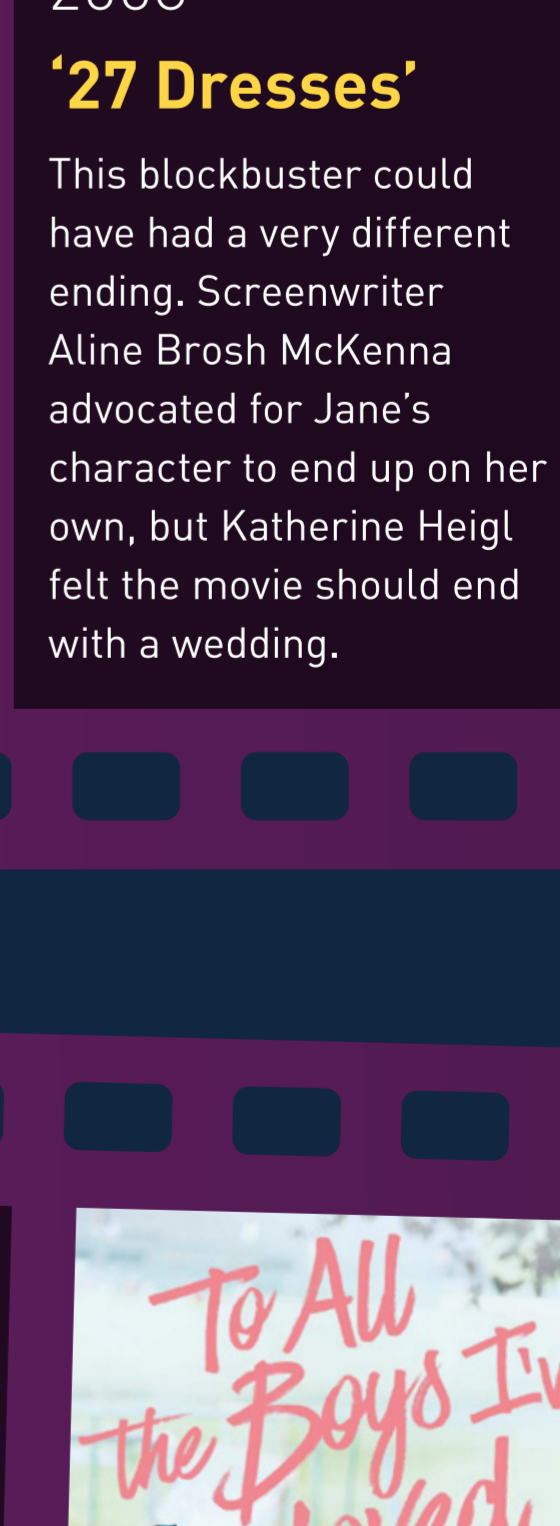 ‘27 Dresses’
This blockbuster could
have had a very different
ending. Screenwriter
Aline Brosh McKenna
advocated for Jane’s
character to end up on her
own, but Katherine Heigl
felt the movie should end
with a wedding.
To All
the Boys